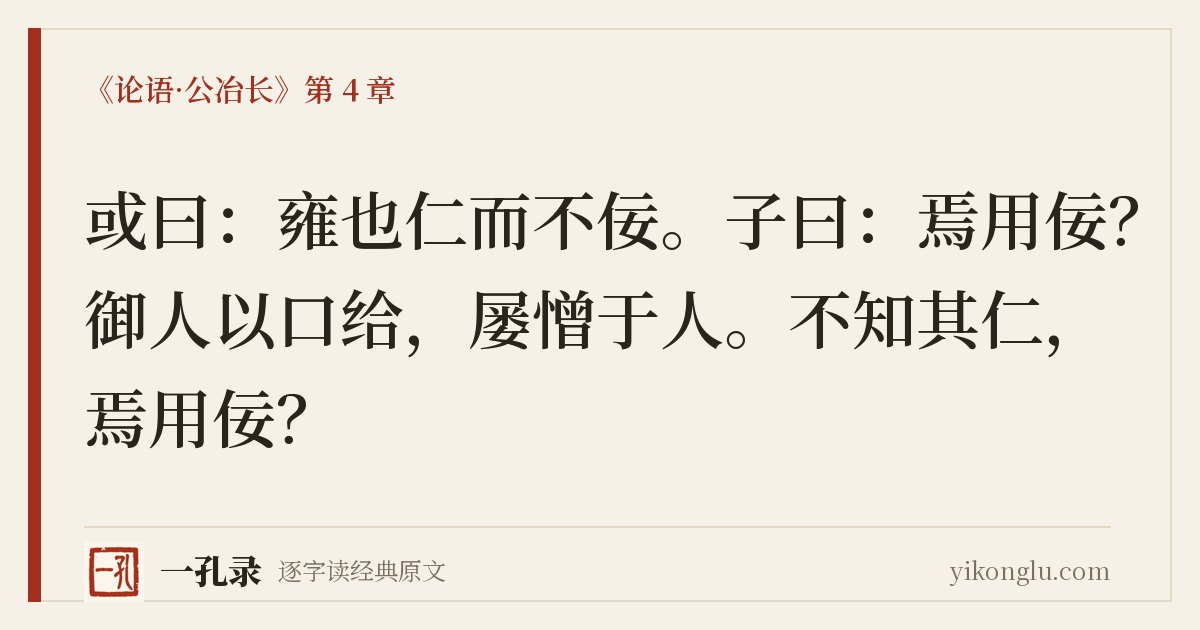 《论语·公冶长》第 4 章
或曰：雍也仁而不佞。子曰：焉用佞？
御人以口给，屡憎于人。不知其仁，
焉用佞？
一孔 一孔录 逐字读经典原文 yikonglu.com